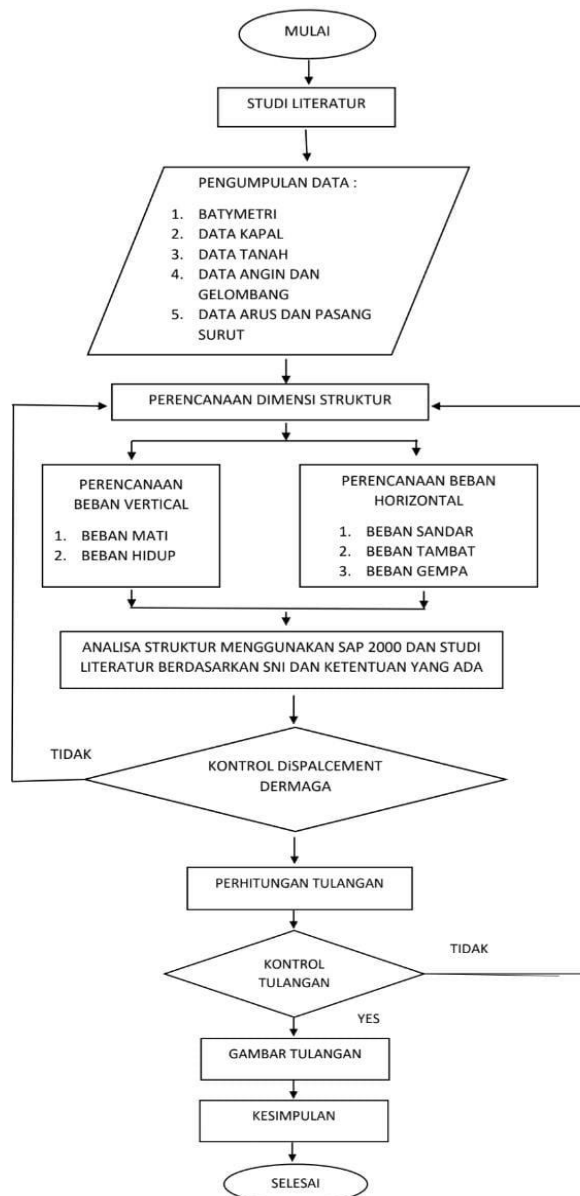 MULAI
STUDI LITERATUR
PENGUMPULAN DATA :
1. BATYMETRI
2. DATA KAPAL
3. DATA TANAH
4. DATA ANGIN DAN
GELOMBANG
5. DATA ARUS DAN PASANG
SURUT
PERENCANAAN DIMENSI STRUKTUR
PERENCANAAN
BEBAN VERTICAL
1. BEBAN MATI
2. BEBAN HIDUP
PERENCANAAN BEBAN
HORIZONTAL
1. BEBAN SANDAR
2. BEBAN TAMBAT
3. BEBAN GEMPA
ANALISA STRUKTUR MENGGUNAKAN SAP 2000 DAN STUDI
LITERATUR BERDASARKAN SNI DAN KETENTUAN YANG ADA
TIDAK
KONTROL DiSPALCEMENT
DERMAGA
PERHITUNGAN TULANGAN
KONTROL
TULANGAN
TIDAK
YES
GAMBAR TULANGAN
KESIMPULAN
SELESAI